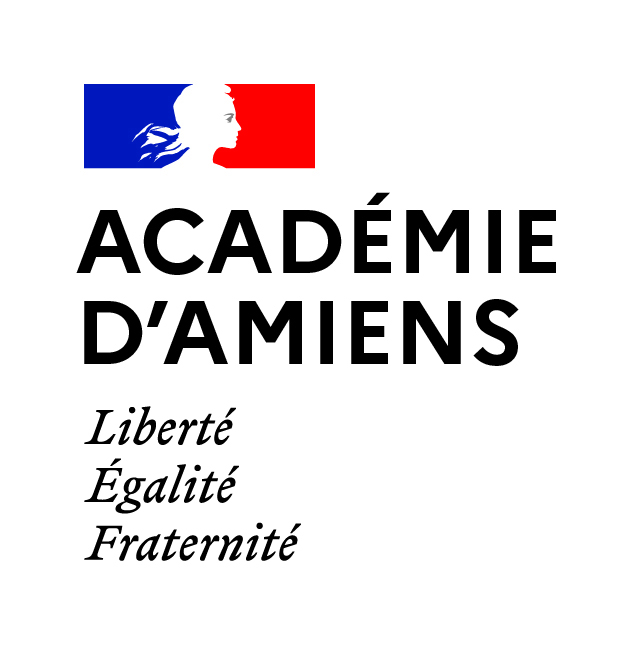 ACADÉMIE
D’AMIENS
Liberté
Égalité
Fraternité